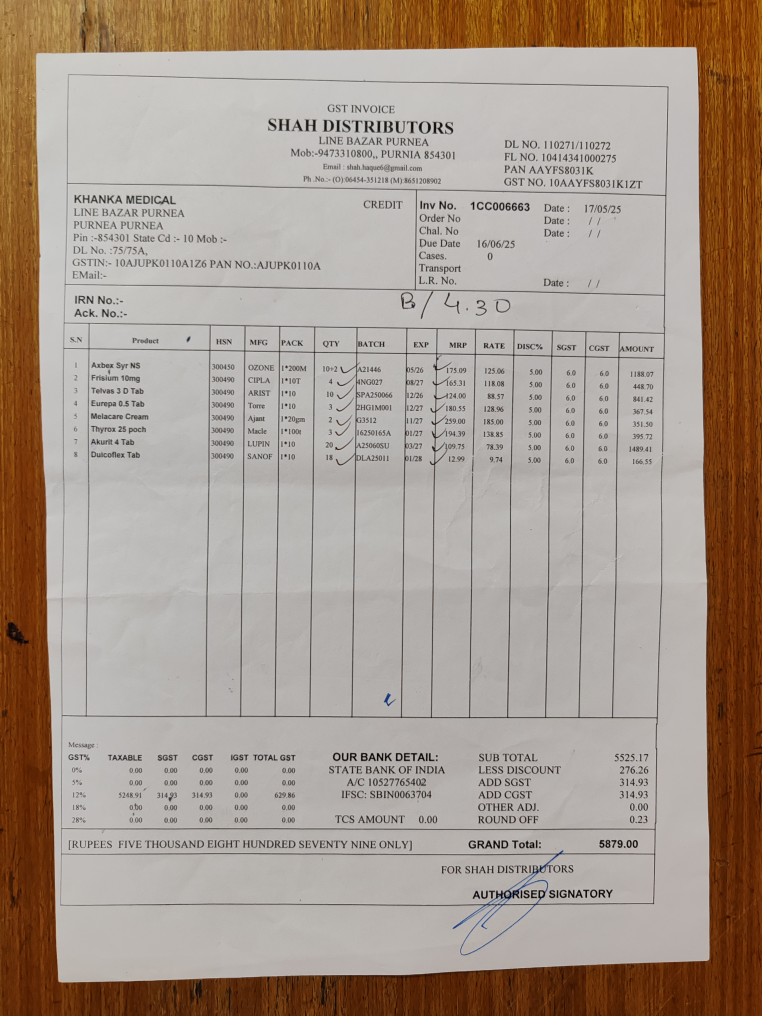 GST INVOICE
SHAH DISTRIBUTORS
LINE BAZAR PURNEA
Mob:-9473310800,, PURNIA 854301
Email : shah.haque6@gmail.com
Ph .No.:- (O):06454-351218 (M):8651208902
DL NO. 110271/110272
FL NO. 10414341000275
PAN AAYFS8031K
GST NO. 10AAYFS8031K1ZT
KHANKA MEDICAL CREDIT
LINE BAZAR PURNEA
PURNEA PURNEA
Pin :-854301 State Cd :- 10 Mob :-
DL No. :75/75A,
GSTIN:- 10AJUPK0110A1Z6 PAN NO.:AJUPK0110A
EMail:-
Inv No. 1CC006663 Date : 17/05/25
Order No Date : / /
Chal. No Date : / /
Due Date 16/06/25
Cases. 0
Transport
L.R. No. Date : / /
IRN No.:-
Ack. No.:-
B/ 4.30
S.N Product HSN MFG PACK QTY BATCH EXP MRP RATE DISC% SGST CGST AMOUNT
1 Axbex Syr NS 300450 OZONE 1*200M 10+2 A21446 05/26 175.09 125.06 5.00 6.0 6.0 1188.07
2 Frisium 10mg 300490 CIPLA 1*10T 4 4NG027 08/27 165.31 118.08 5.00 6.0 6.0 448.70
3 Telvas 3 D Tab 300490 ARIST 1*10 10 SPA250066 12/26 124.00 88.57 5.00 6.0 6.0 841.42
4 Eurepa 0.5 Tab 300490 Torre 1*10 3 2HG1M001 12/27 180.55 128.96 5.00 6.0 6.0 367.54
5 Melacare Cream 300490 Ajant 1*20gm 2 G3512 11/27 259.00 185.00 5.00 6.0 6.0 351.50
6 Thyrox 25 poch 300490 Macle 1*100t 3 16250165A 01/27 194.39 138.85 5.00 6.0 6.0 395.72
7 Akurit 4 Tab 300490 LUPIN 1*10 20 A25060SU 03/27 109.75 78.39 5.00 6.0 6.0 1489.41
8 Dulcoflex Tab 300490 SANOF 1*10 18 DLA25011 01/28 12.99 9.74 5.00 6.0 6.0 166.55
Message :
GST% TAXABLE SGST CGST IGST TOTAL GST
0% 0.00 0.00 0.00 0.00 0.00
5% 0.00 0.00 0.00 0.00 0.00
12% 5248.91 314.93 314.93 0.00 629.86
18% 0.00 0.00 0.00 0.00 0.00
28% 0.00 0.00 0.00 0.00 0.00
OUR BANK DETAIL:
STATE BANK OF INDIA
A/C 10527765402
IFSC: SBIN0063704
TCS AMOUNT 0.00
SUB TOTAL 5525.17
LESS DISCOUNT 276.26
ADD SGST 314.93
ADD CGST 314.93
OTHER ADJ. 0.00
ROUND OFF 0.23
[RUPEES FIVE THOUSAND EIGHT HUNDRED SEVENTY NINE ONLY] GRAND Total: 5879.00
FOR SHAH DISTRIBUTORS
AUTHORISED SIGNATORY